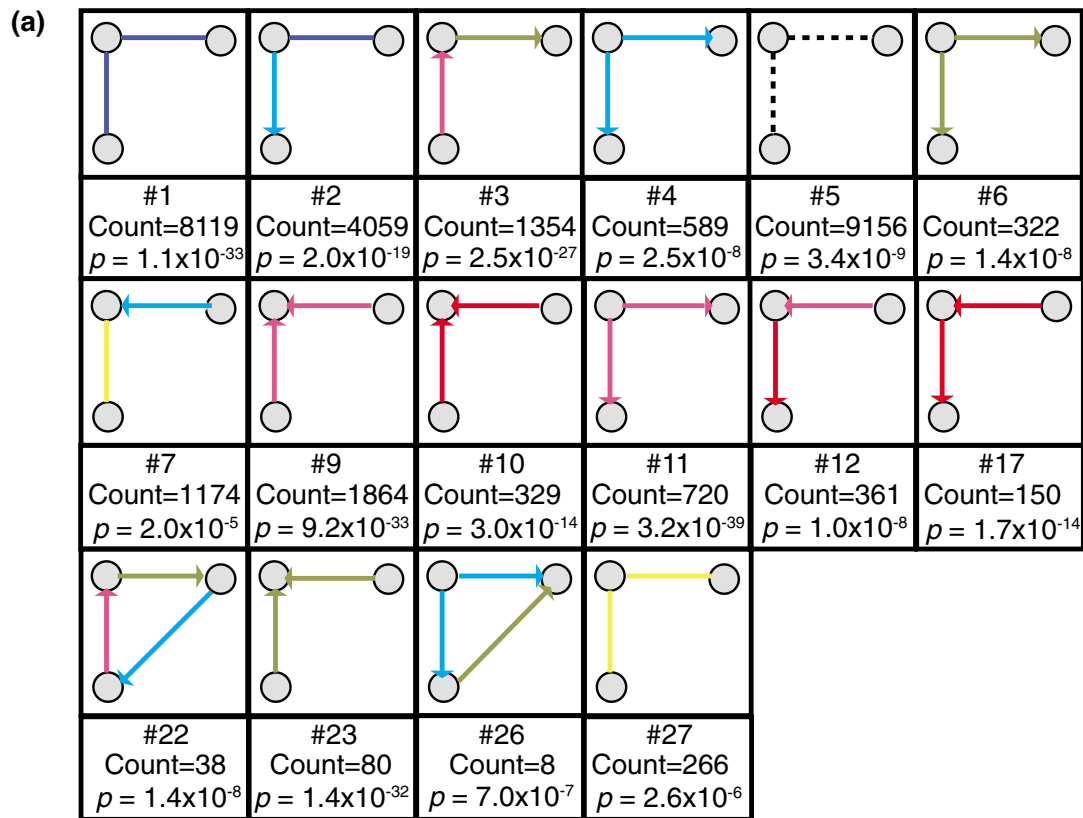 (a)
#1
Count=8119
p = 1.1x10-33
#2
Count=4059
p = 2.0x10-19
#3
Count=1354
p = 2.5x10-27
#4
Count=589
p = 2.5x10-8
#5
Count=9156
p = 3.4x10-9
#6
Count=322
p = 1.4x10-8
#7
Count=1174
p = 2.0x10-5
#9
Count=1864
p = 9.2x10-33
#10
Count=329
p = 3.0x10-14
#11
Count=720
p = 3.2x10-39
#12
Count=361
p = 1.0x10-8
#17
Count=150
p = 1.7x10-14
#22
Count=38
p = 1.4x10-8
#23
Count=80
p = 1.4x10-32
#26
Count=8
p = 7.0x10-7
#27
Count=266
p = 2.6x10-6